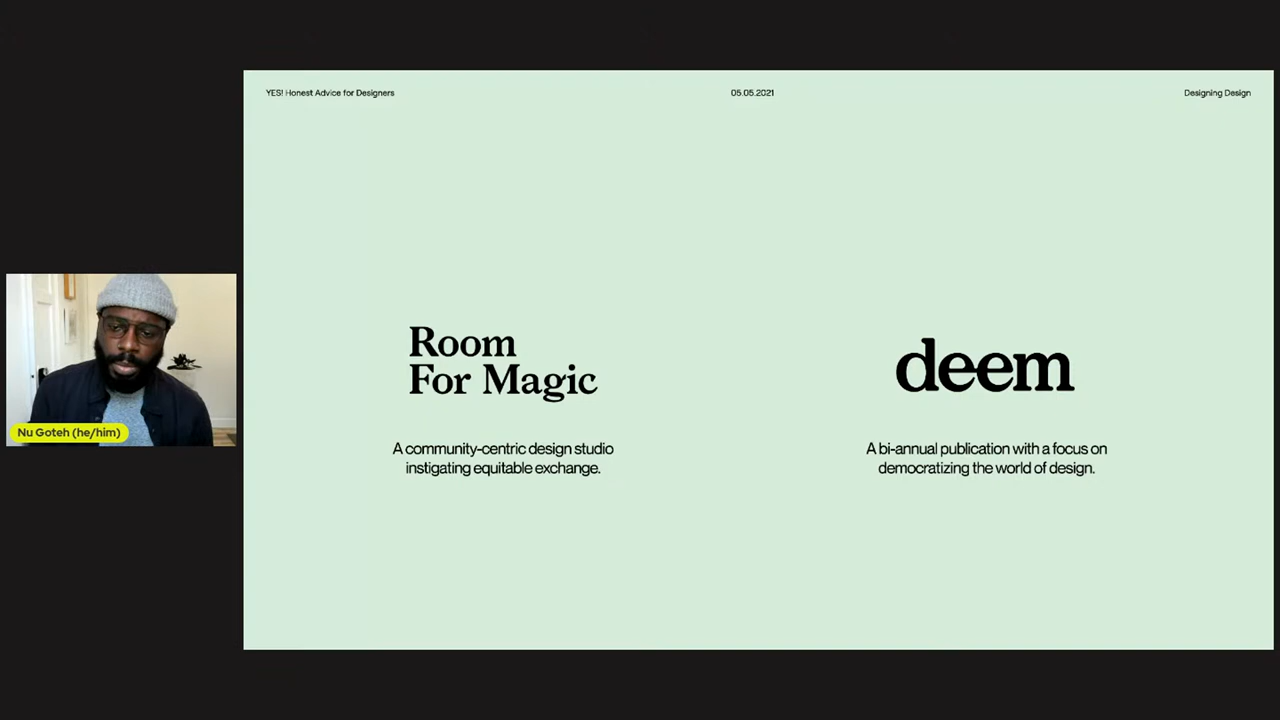 YES! Honest Advice for Designers
05.05.2021
Designing Design
Room
For Magic
A community-centric design studio
instigating equitable exchange.
deem
A bi-annual publication with a focus on
democratizing the world of design.
Nu Goteh (he/him)